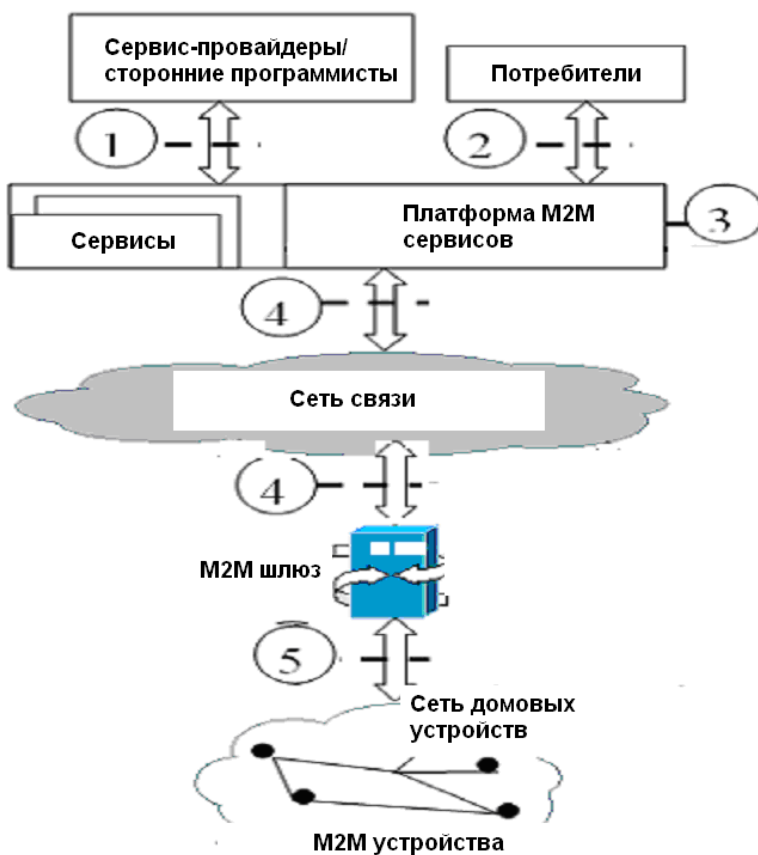 Сервис-провайдеры/
сторонние программисты
Потребители
1
2
Сервисы
Платформа М2М
сервисов
3
4
Сеть связи
4
М2М шлюз
5
Сеть домовых
устройств
М2М устройства